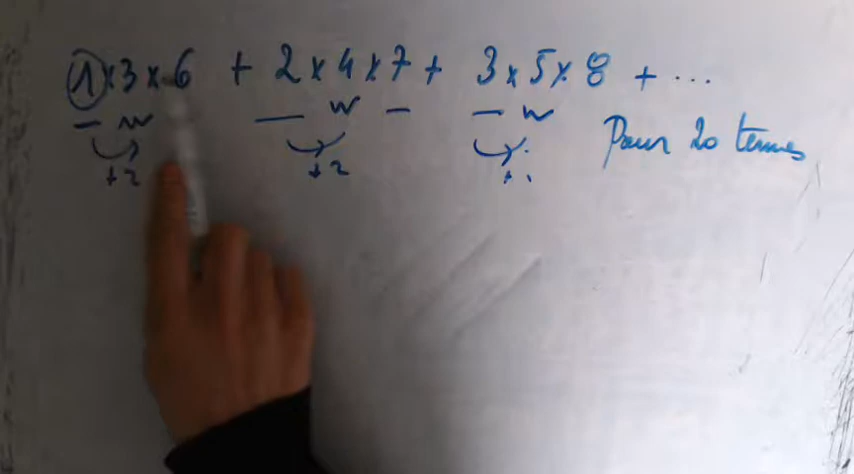 1×3×6 + 2×4×7 + 3×5×8 + ...
Pour 20 termes
+2 +2